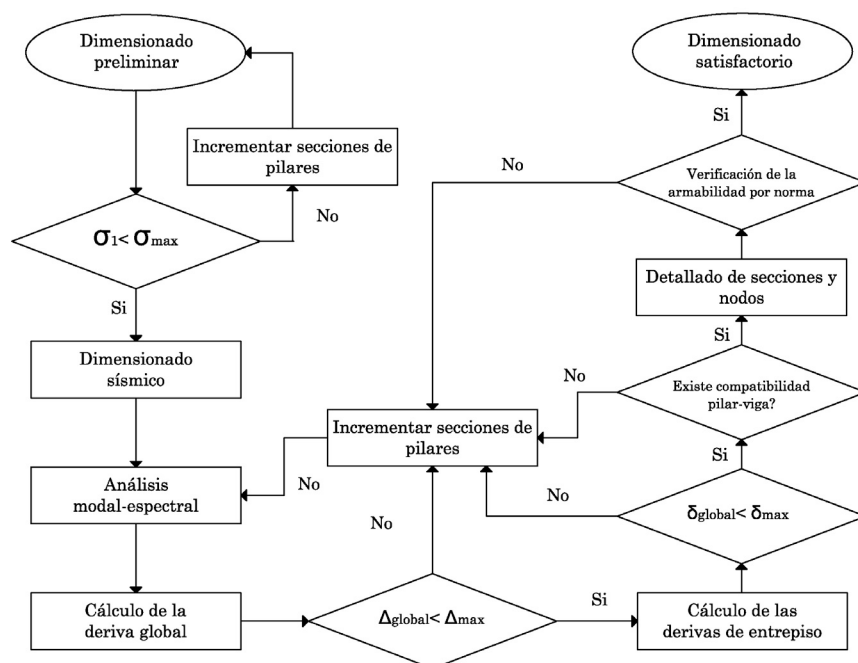 Dimensionado
preliminar
Incrementar secciones de
pilares
No
σ1< σmax
Si
Dimensionado
sísmico
Análisis
modal-espectral
Cálculo de la
deriva global
Δglobal< Δmax
No
Si
Incrementar secciones de
pilares
No
Cálculo de las
derivas de entrepiso
δglobal< δmax
No
Si
Existe compatibilidad
pilar-viga?
No
Si
Detallado de secciones y
nodos
Verificación de la
armabilidad por norma
No
Si
Dimensionado
satisfactorio